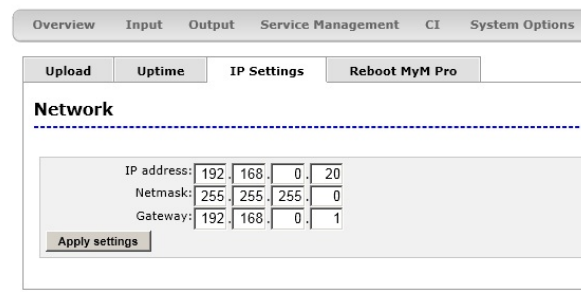 Overview Input Output Service Management CI System Options
Upload Uptime IP Settings Reboot MyM Pro
Network
IP address: 192 . 168 . 0 . 20
Netmask: 255 . 255 . 255 . 0
Gateway: 192 . 168 . 0 . 1
Apply settings